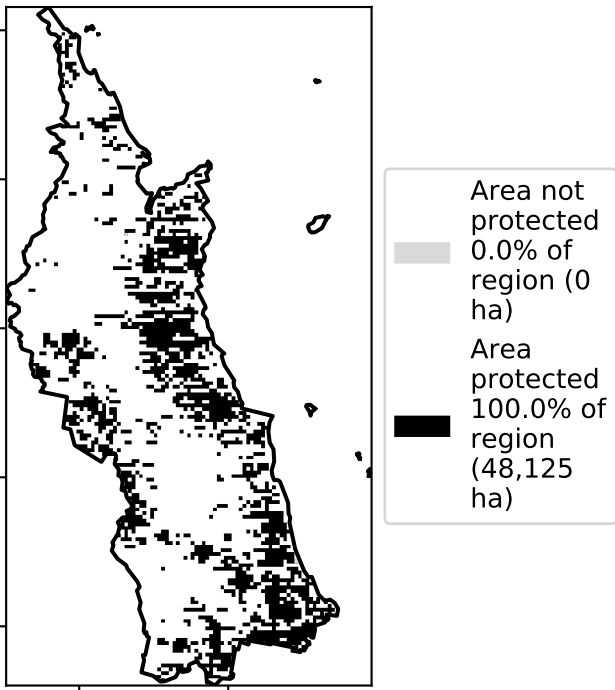 Area not
protected
0.0% of
region (0
ha)
Area
protected
100.0% of
region
(48,125
ha)